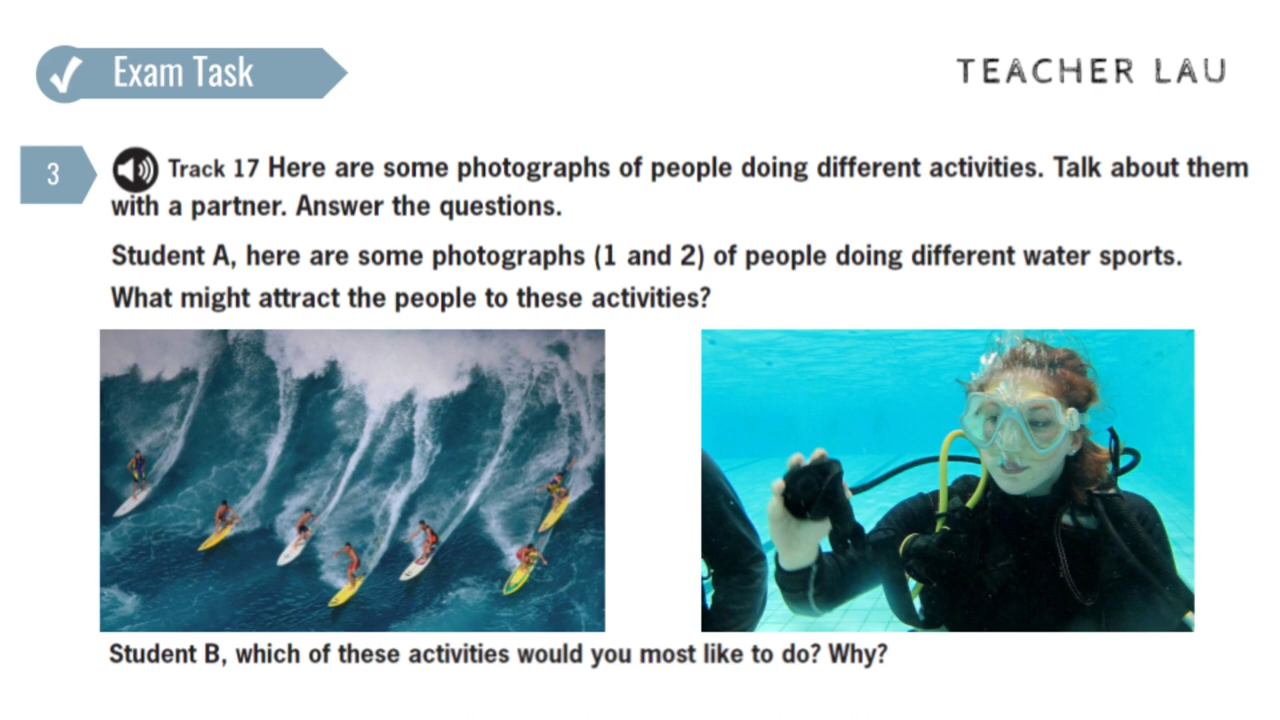 Exam Task
TEACHER LAU
3
Track 17 Here are some photographs of people doing different activities. Talk about them
with a partner. Answer the questions.
Student A, here are some photographs (1 and 2) of people doing different water sports.
What might attract the people to these activities?
Student B, which of these activities would you most like to do? Why?